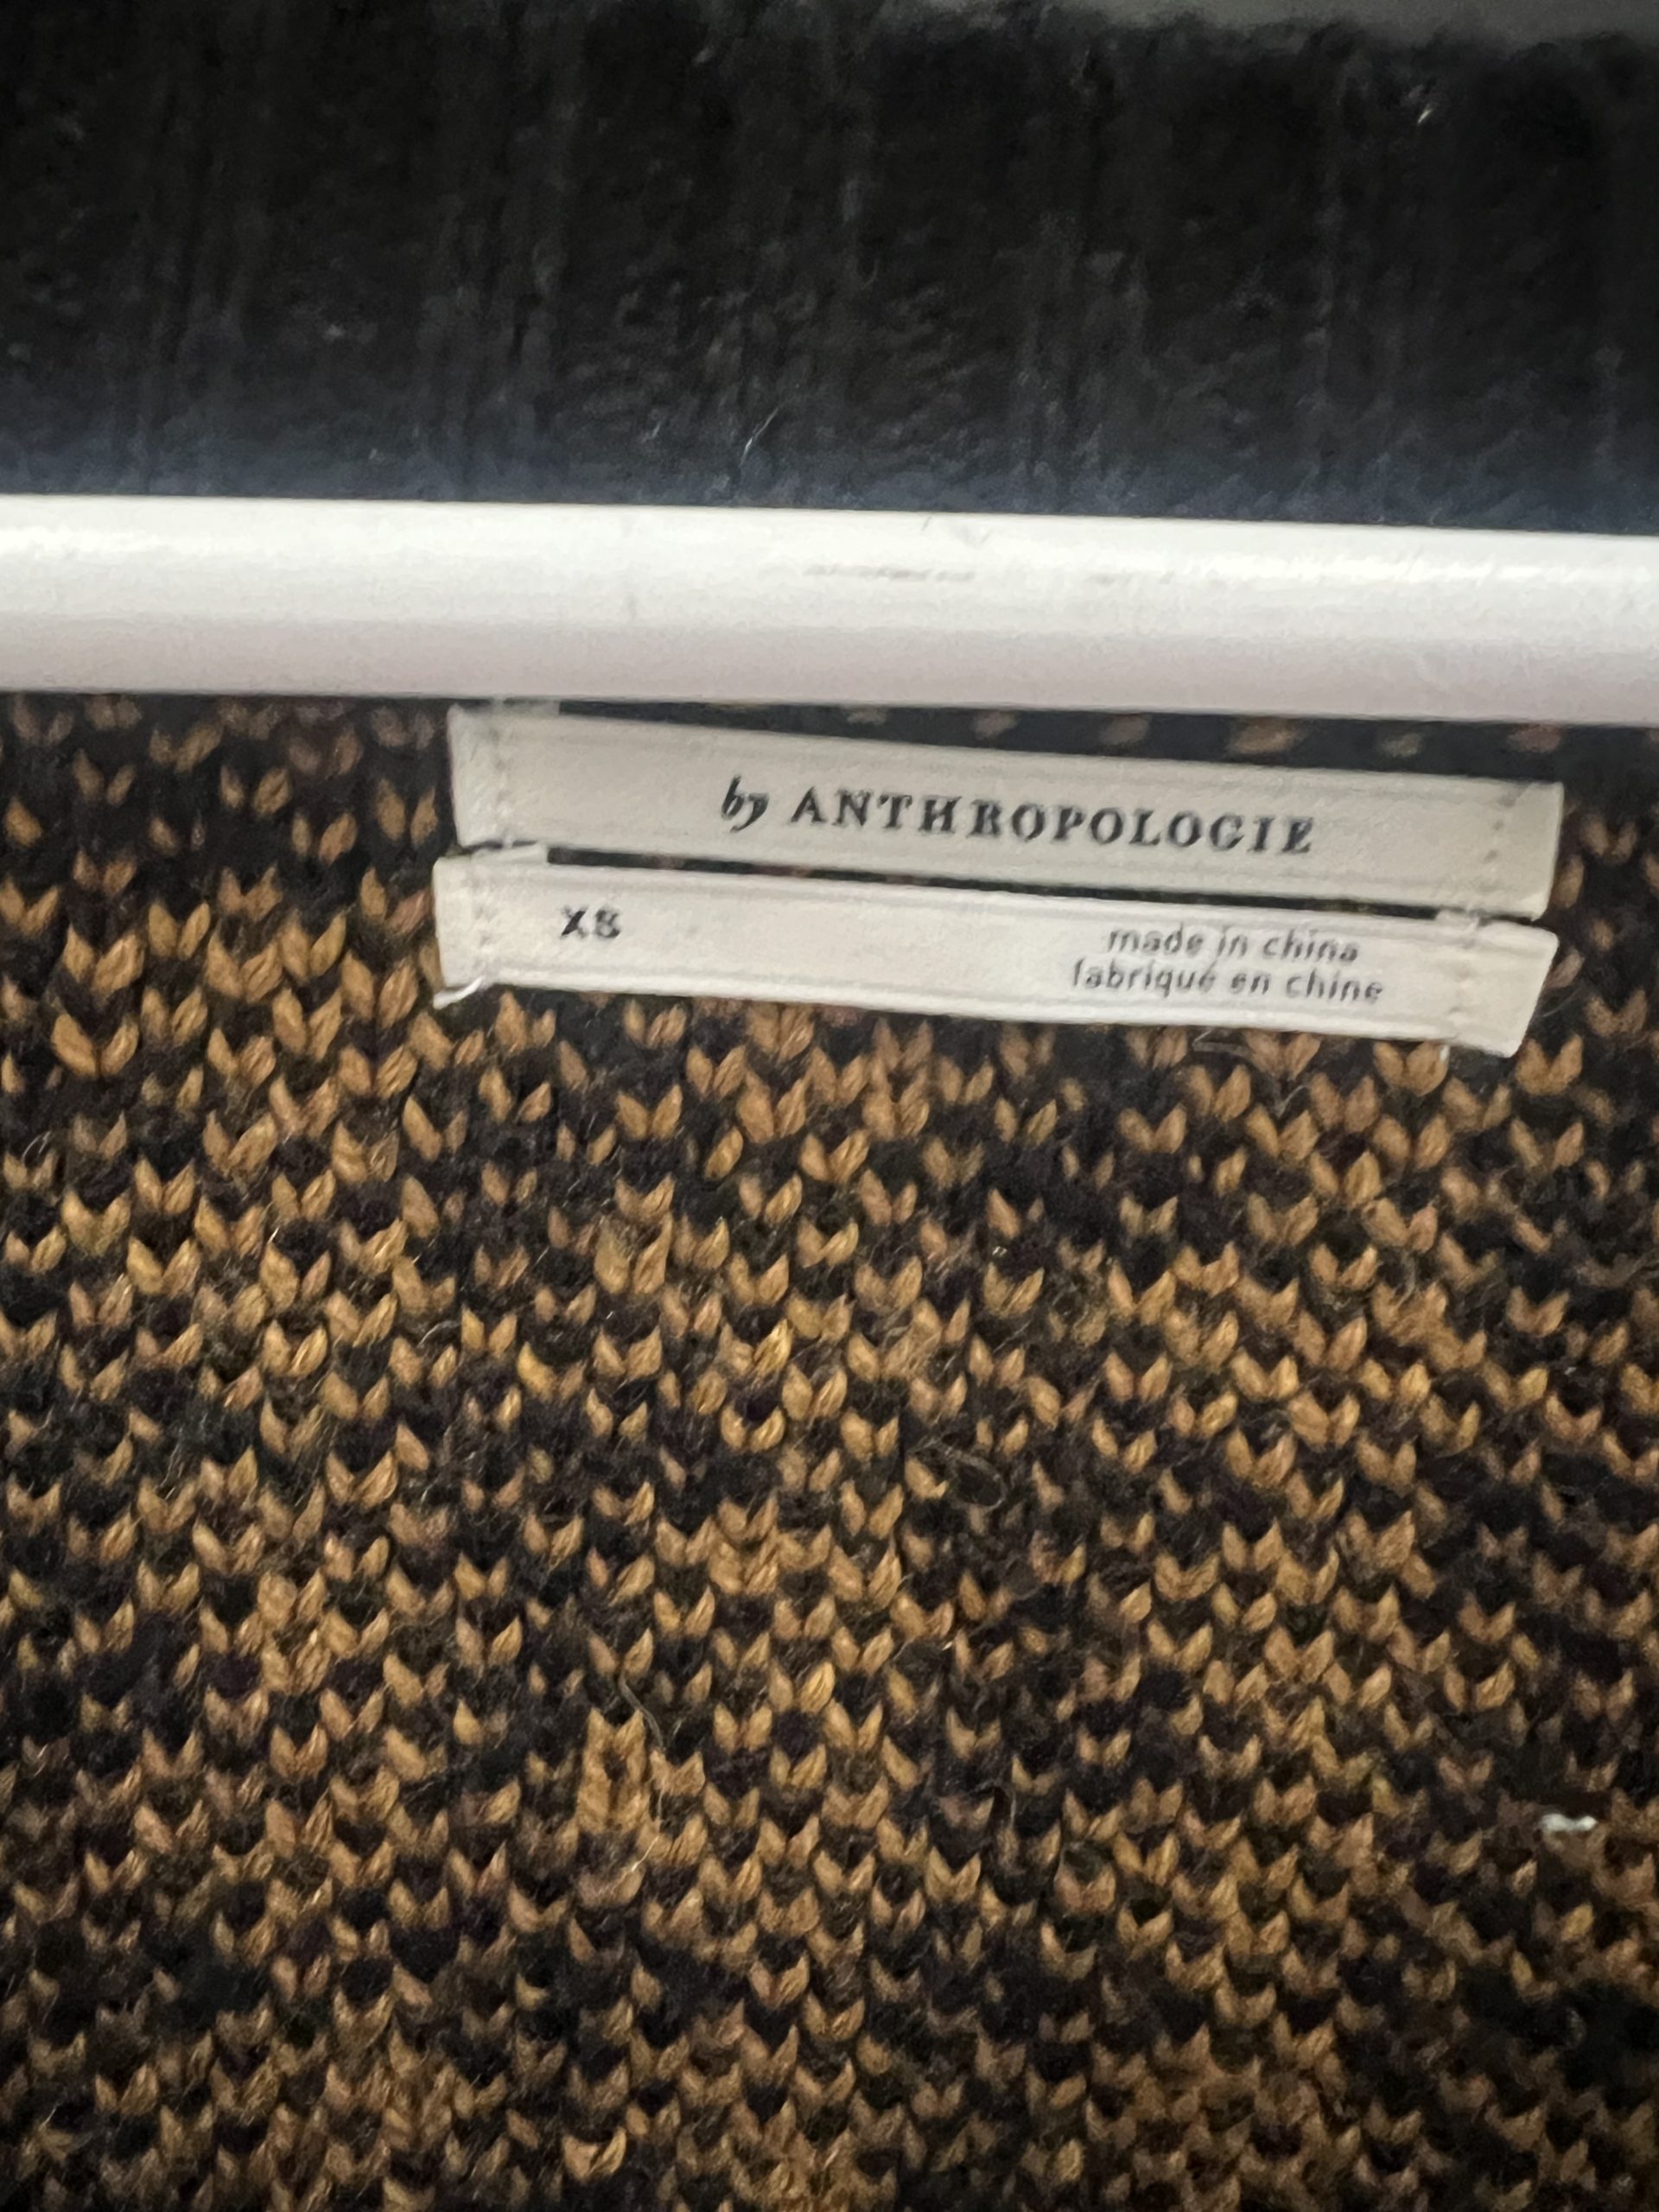 by ANTHROPOLOGIE
XS
made in china
fabriqué en chine